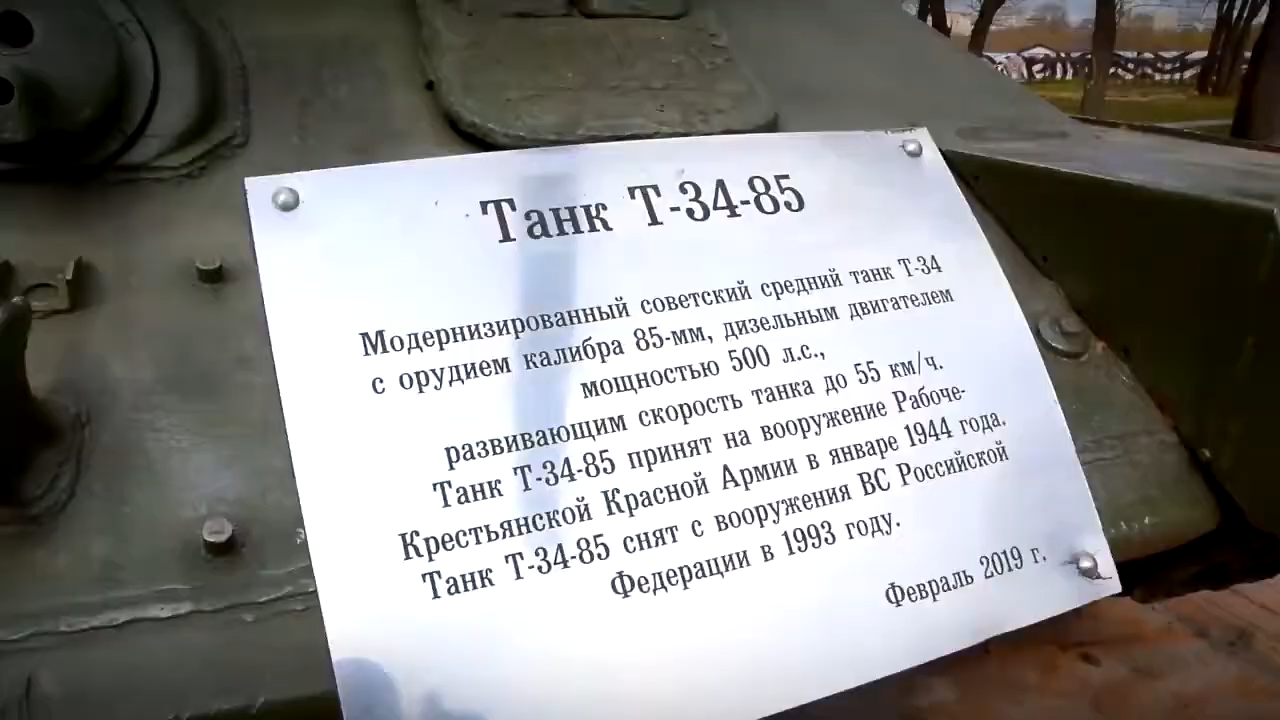 Танк Т-34-85
Модернизированный советский средний танк Т-34
с орудием калибра 85-мм, дизельным двигателем
мощностью 500 л.с.,
развивающим скорость танка до 55 км/ч.
Танк Т-34-85 принят на вооружение Рабоче-
Крестьянской Красной Армии в январе 1944 года.
Танк Т-34-85 снят с вооружения ВС Российской
Федерации в 1993 году.
Февраль 2019 г.